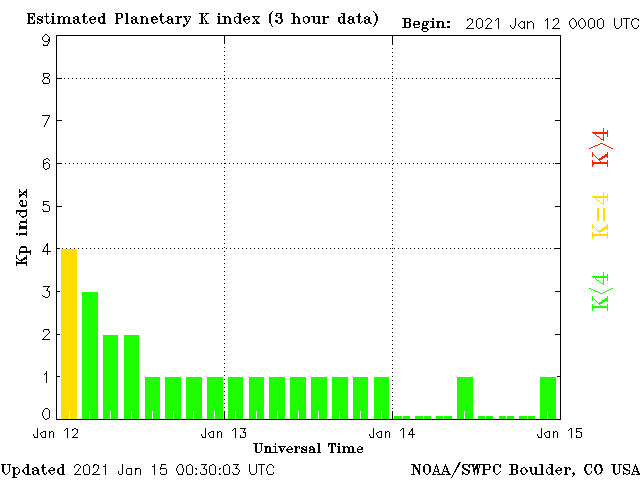 Estimated Planetary K index (3 hour data)
Begin: 2021 Jan 12 0000 UTC
9
8
7
6
5
4
3
2
1
0
Kp index
K>4
K=4
K<4
Jan 12
Jan 13
Jan 14
Jan 15
Universal Time
Updated 2021 Jan 15 00:30:03 UTC
NOAA/SWPC Boulder, CO USA